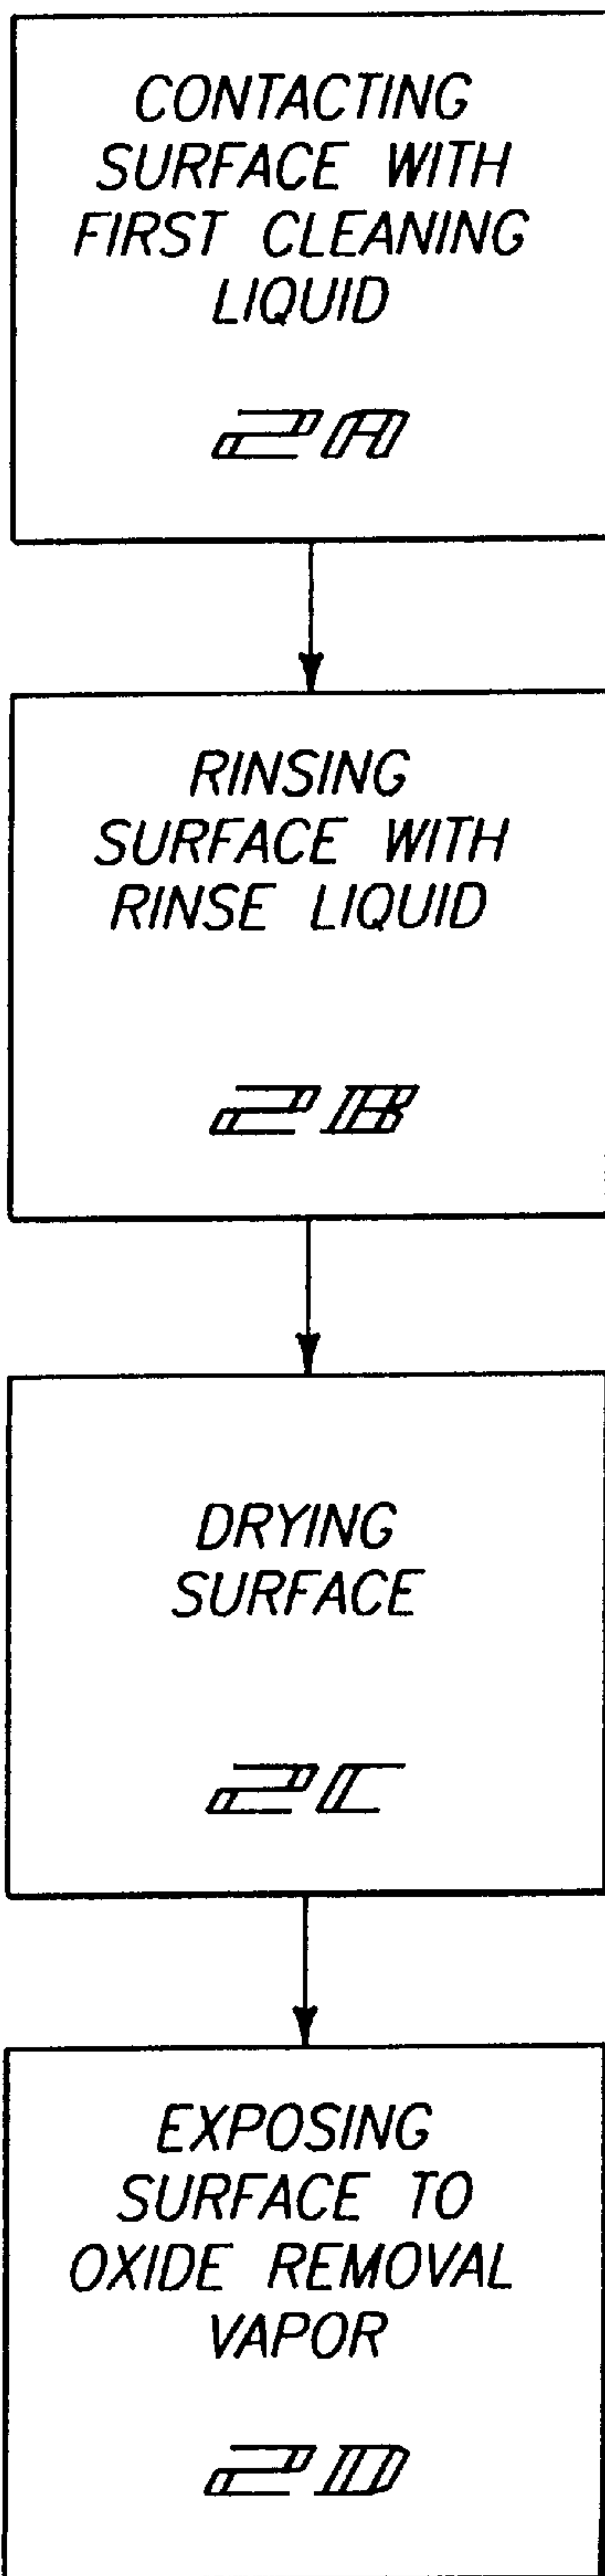 CONTACTING
SURFACE WITH
FIRST CLEANING
LIQUID
2A
RINSING
SURFACE WITH
RINSE LIQUID
2B
DRYING
SURFACE
2C
EXPOSING
SURFACE TO
OXIDE REMOVAL
VAPOR
2D